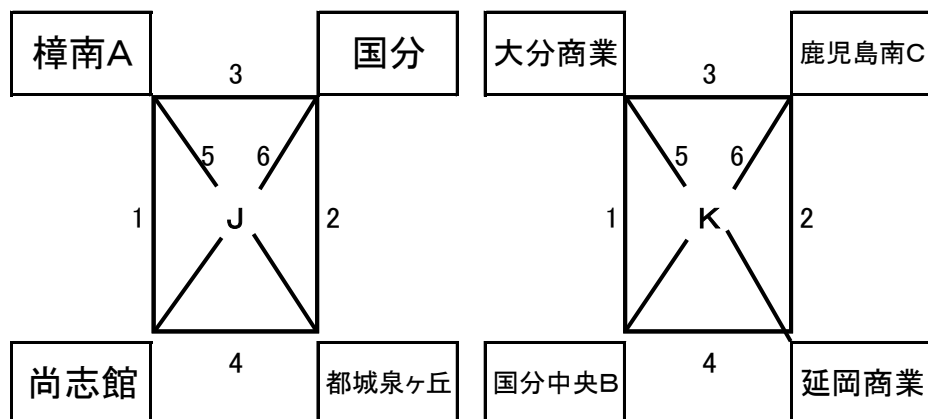 樟南A 国分 大分商業 鹿児島南C
3 3
5 6 5 6
1 J 2 1 K 2
4 4
尚志館 都城泉ヶ丘 国分中央B 延岡商業